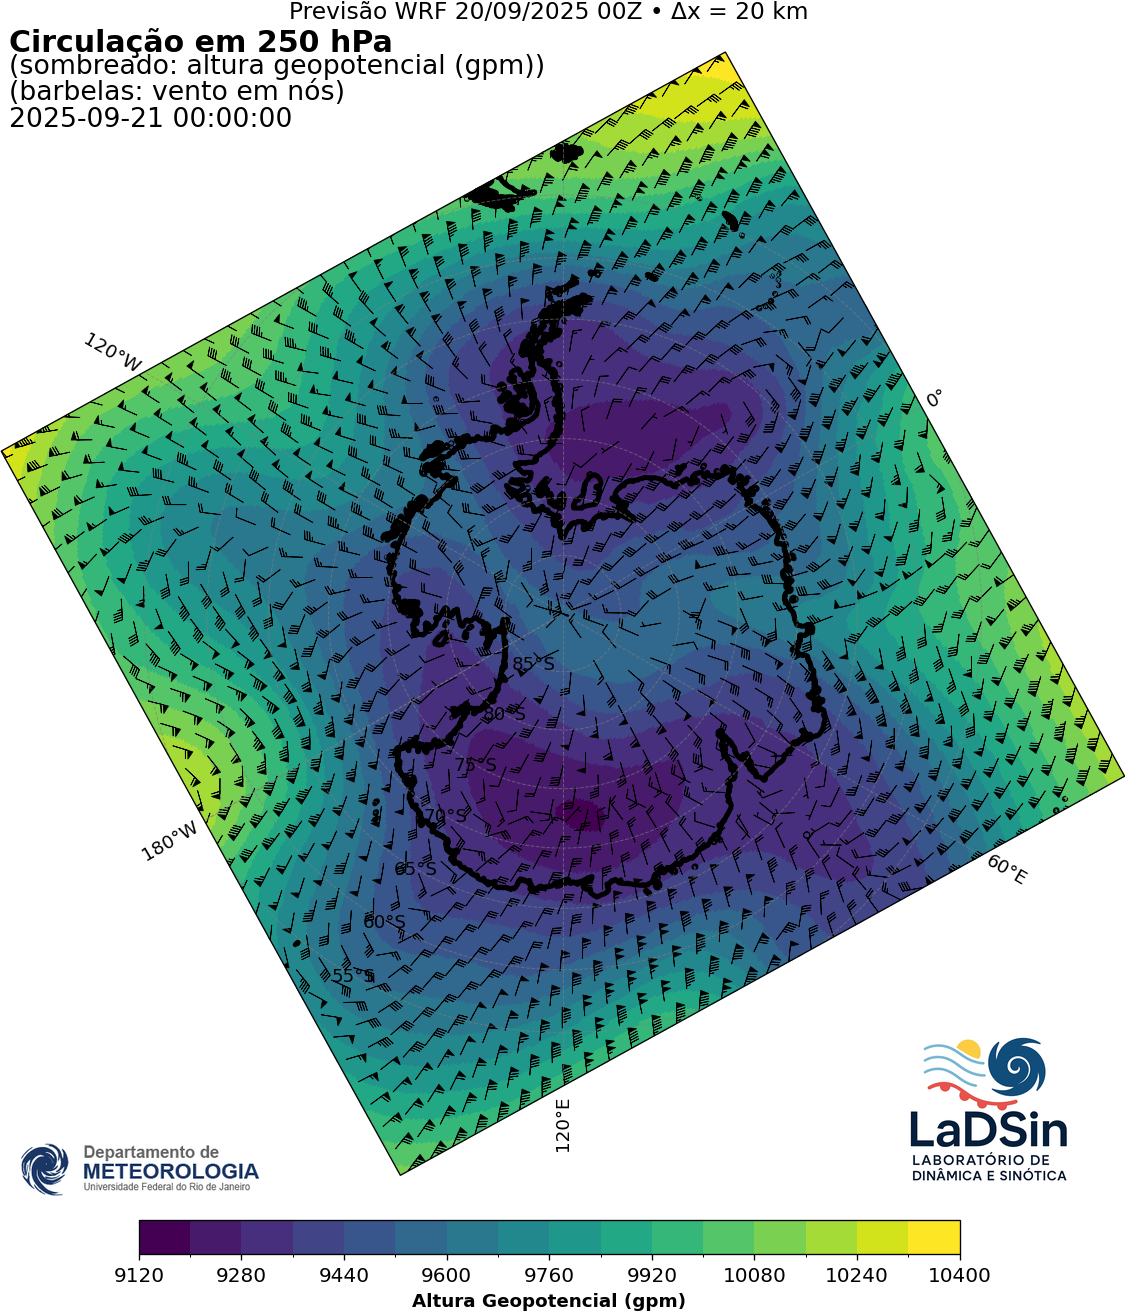 Previsão WRF 20/09/2025 00Z • Δx = 20 km
Circulação em 250 hPa
(sombreado: altura geopotencial (gpm))
(barbelas: vento em nós)
2025-09-21 00:00:00
120°W
0°
85°S
80°S
75°S
70°S
65°S
60°S
55°S
180°W
60°E
120°E
LaDSin
LABORATÓRIO DE
DINÂMICA E SINÓTICA
Departamento de
METEOROLOGIA
Universidade Federal do Rio de Janeiro
9120 9280 9440 9600 9760 9920 10080 10240 10400
Altura Geopotencial (gpm)